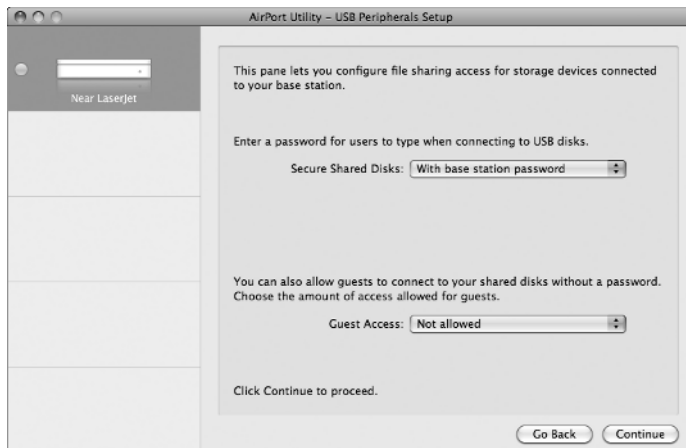 AirPort Utility – USB Peripherals Setup
Near LaserJet
This pane lets you configure file sharing access for storage devices connected
to your base station.
Enter a password for users to type when connecting to USB disks.
Secure Shared Disks: With base station password
You can also allow guests to connect to your shared disks without a password.
Choose the amount of access allowed for guests.
Guest Access: Not allowed
Click Continue to proceed.
Go Back Continue